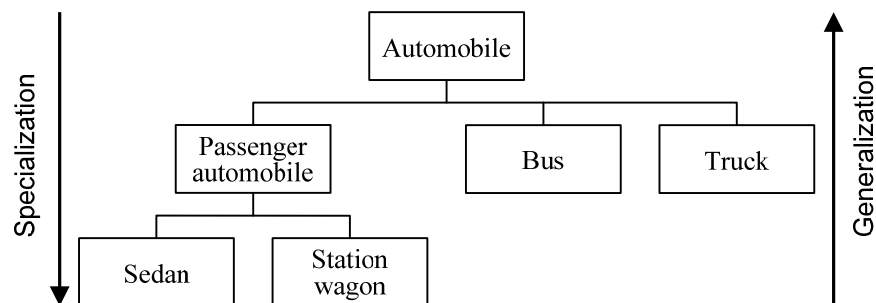 Automobile
Specialization
Generalization
Passenger
automobile
Bus
Truck
Sedan
Station
wagon